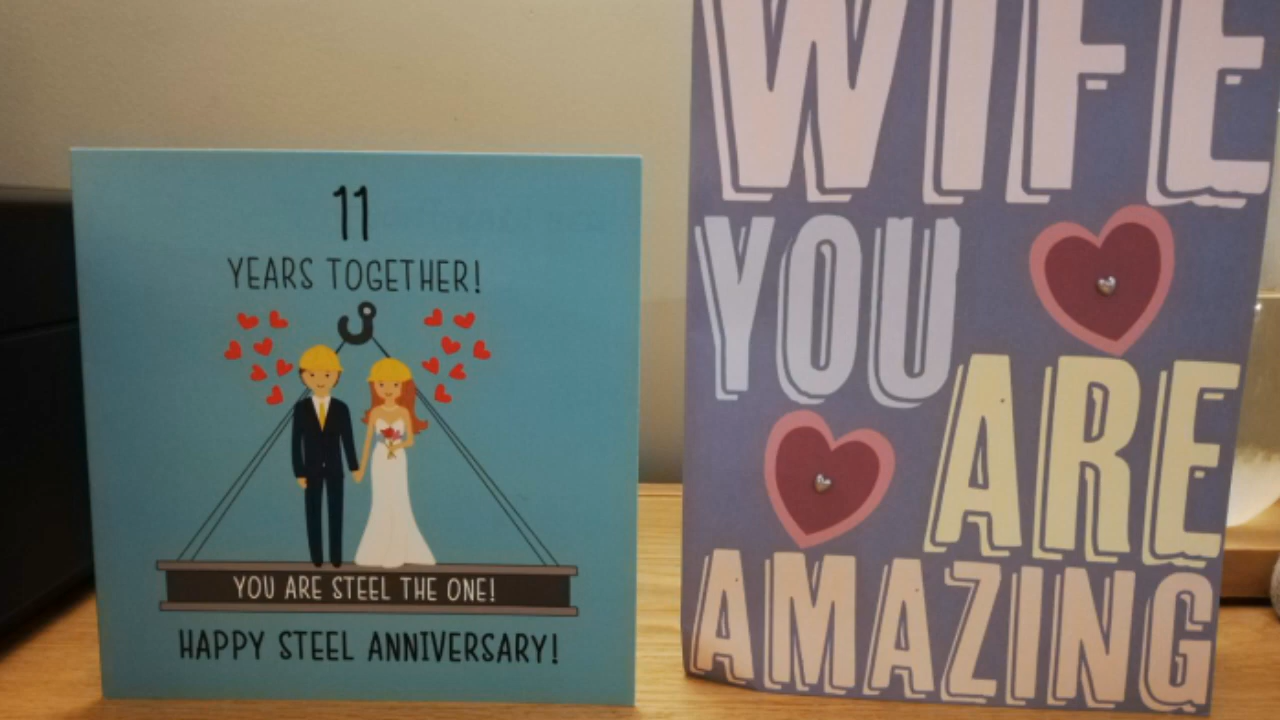 11
YEARS TOGETHER!
YOU ARE STEEL THE ONE!
HAPPY STEEL ANNIVERSARY!
WIFE
YOU
ARE
AMAZING